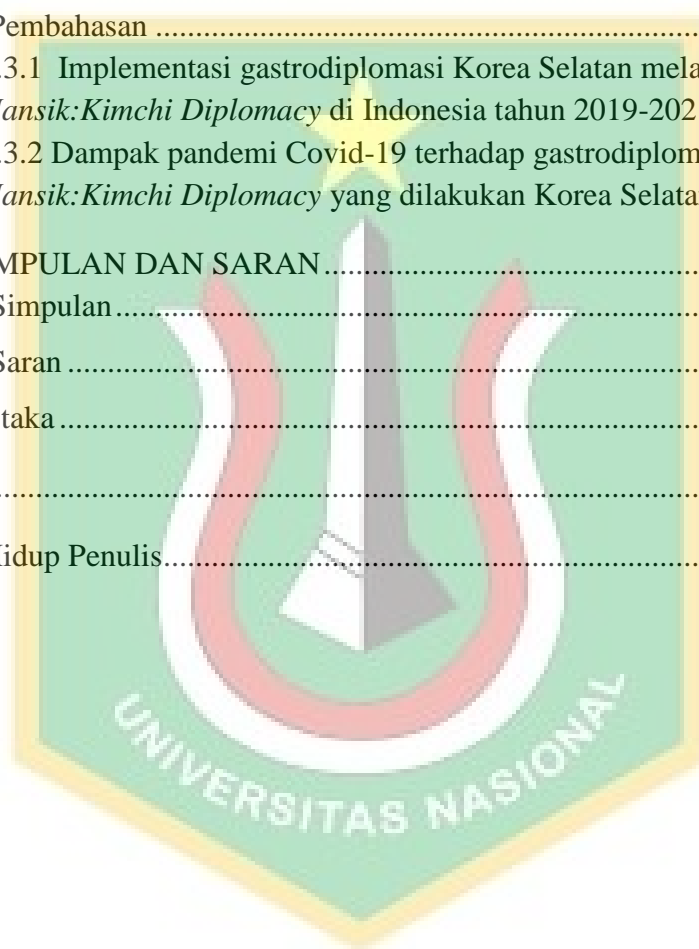 Pembahasan ........................................................................
.3.1 Implementasi gastrodiplomasi Korea Selatan mela
Hansik:Kimchi Diplomacy di Indonesia tahun 2019-202
.3.2 Dampak pandemi Covid-19 terhadap gastrodiplom
Hansik:Kimchi Diplomacy yang dilakukan Korea Selata
MPULAN DAN SARAN...............................................
Simpulan........................................................................
Saran ........................................................................
taka ........................................................................
........................................................................
Hidup Penulis...............................................................
UNIVERSITAS NASIONAL